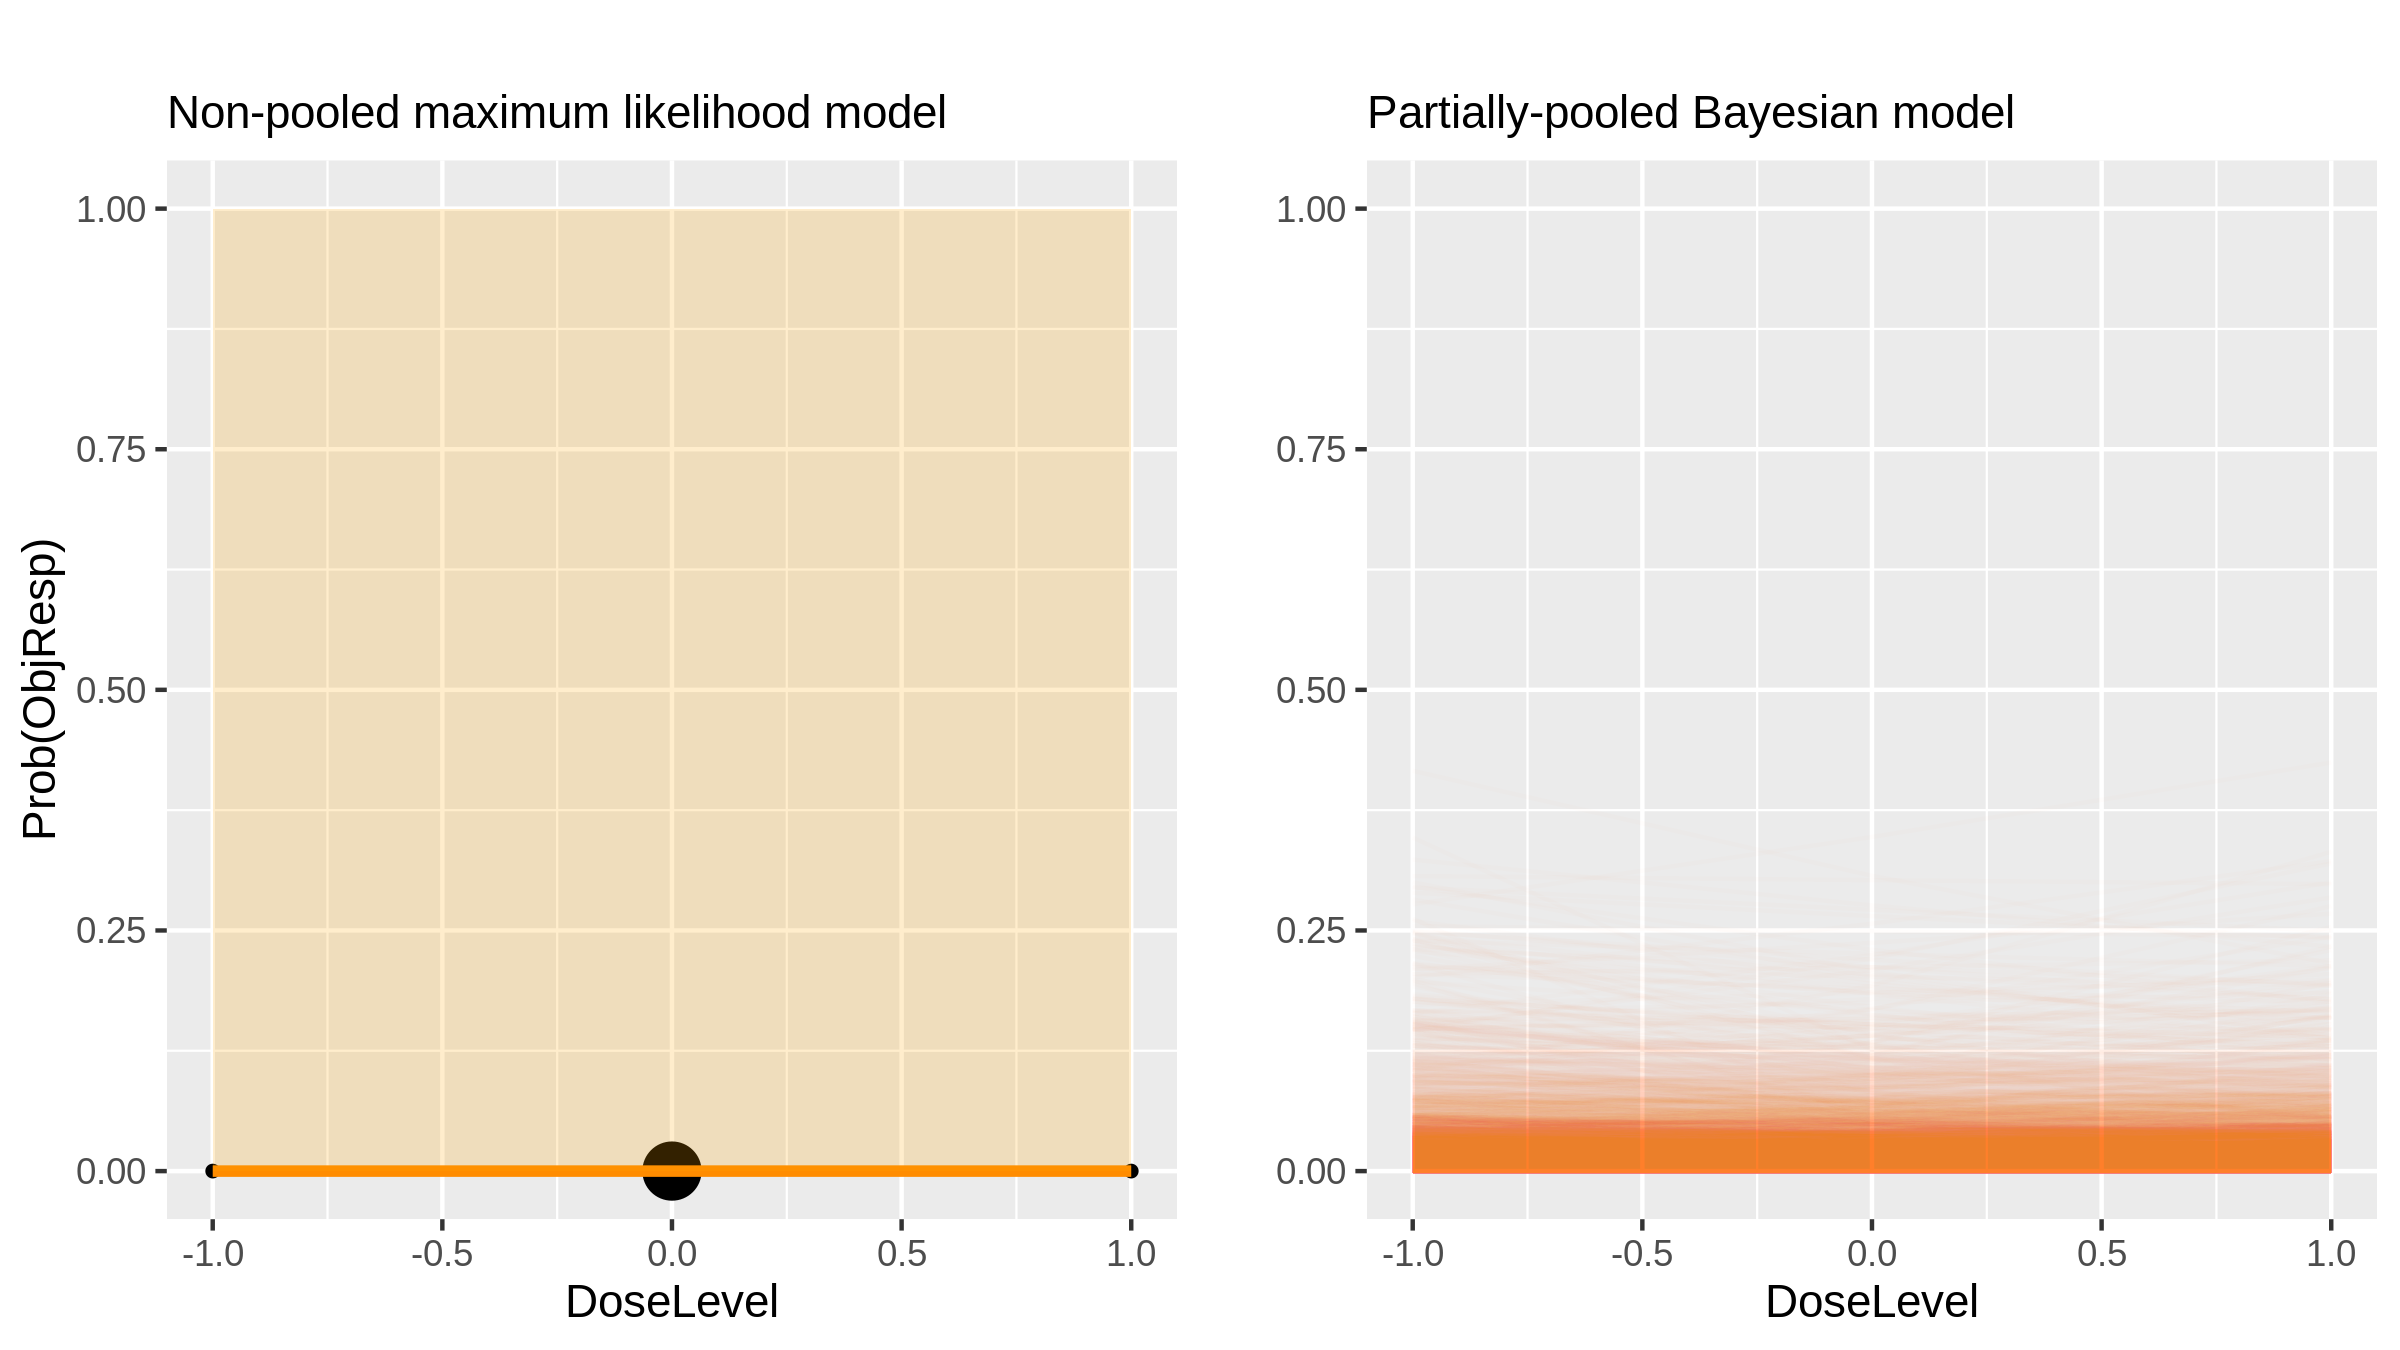 Non-pooled maximum likelihood model
Prob(ObjResp)
1.00
0.75
0.50
0.25
0.00
-1.0 -0.5 0.0 0.5 1.0
DoseLevel
Partially-pooled Bayesian model
1.00
0.75
0.50
0.25
0.00
-1.0 -0.5 0.0 0.5 1.0
DoseLevel